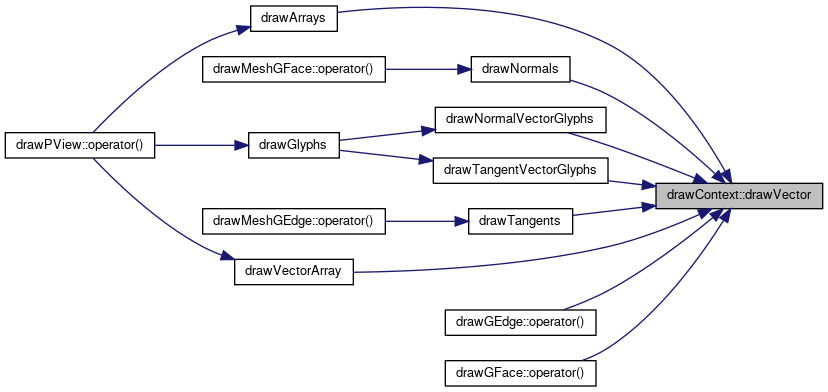 drawArrays
drawMeshGFace::operator()
drawNormals
drawNormalVectorGlyphs
drawPView::operator()
drawGlyphs
drawTangentVectorGlyphs
drawContext::drawVector
drawMeshGEdge::operator()
drawTangents
drawVectorArray
drawGEdge::operator()
drawGFace::operator()